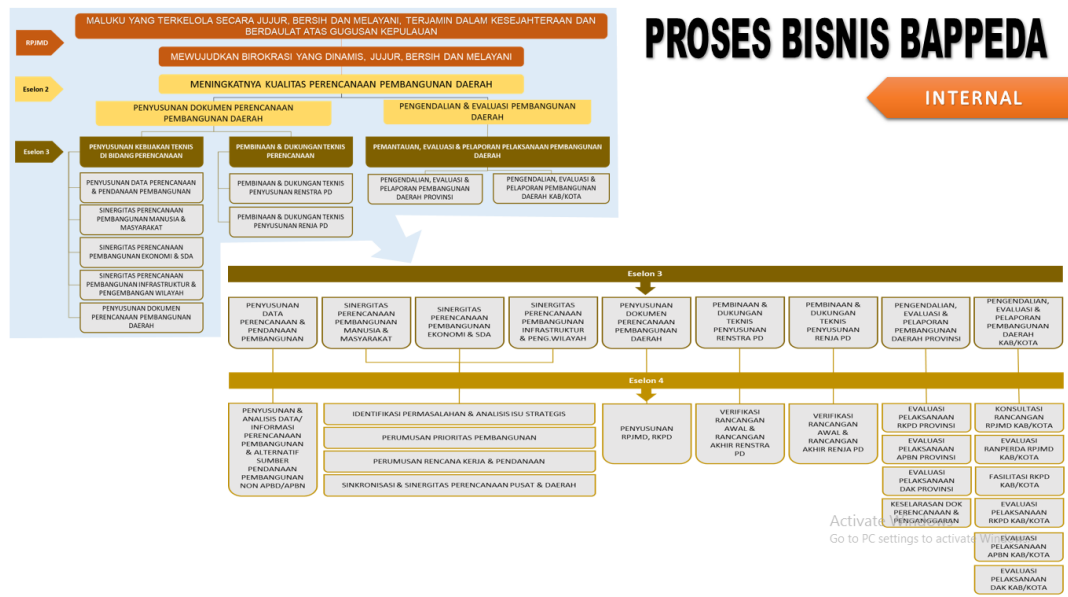 MALUKU YANG TERKELOLA SECARA JUJUR, BERSIH DAN MELAYANI, TERJAMIN DALAM KESEJAHTERAAN DAN
BERDAULAT ATAS GUGUSAN KEPULAUAN
RPJMD
MEWUJUDKAN BIROKRASI YANG DINAMIS, JUJUR, BERSIH DAN MELAYANI
PROSES BISNIS BAPPEDA
INTERNAL
Eselon 2
MENINGKATNYA KUALITAS PERENCANAAN PEMBANGUNAN DAERAH
PENYUSUNAN DOKUMEN PERENCANAAN
PEMBANGUNAN DAERAH
PENGENDALIAN & EVALUASI PEMBANGUNAN
DAERAH
Eselon 3
PENYUSUNAN KEBIJAKAN TEKNIS
DI BIDANG PERENCANAAN
PEMBINAAN & DUKUNGAN TEKNIS
PERENCANAAN
PEMANTAUAN, EVALUASI & PELAPORAN PELAKSANAAN PEMBANGUNAN
DAERAH
PENYUSUNAN DATA PERENCANAAN
& PENDANAAN PEMBANGUNAN
SINERGITAS PERENCANAAN
PEMBANGUNAN MANUSIA &
MASYARAKAT
SINERGITAS PERENCANAAN
PEMBANGUNAN EKONOMI & SDA
SINERGITAS PERENCANAAN
PEMBANGUNAN INFRASTRUKTUR &
PENGEMBANGAN WILAYAH
PENYUSUNAN DOKUMEN
PERENCANAAN PEMBANGUNAN
DAERAH
PEMBINAAN & DUKUNGAN TEKNIS
PENYUSUNAN RENSTRA PD
PEMBINAAN & DUKUNGAN TEKNIS
PENYUSUNAN RENJA PD
PENGENDALIAN, EVALUASI &
PELAPORAN PEMBANGUNAN
DAERAH PROVINSI
PENGENDALIAN, EVALUASI &
PELAPORAN PEMBANGUNAN
DAERAH KAB/KOTA
Eselon 3
PENYUSUNAN
DATA
PERENCANAAN &
PENDANAAN
PEMBANGUNAN
SINERGITAS
PERENCANAAN
PEMBANGUNAN
MANUSIA &
MASYARAKAT
SINERGITAS
PERENCANAAN
PEMBANGUNAN
EKONOMI & SDA
SINERGITAS
PERENCANAAN
PEMBANGUNAN
INFRASTRUKTUR
& PENG.WILAYAH
PENYUSUNAN
DOKUMEN
PERENCANAAN
PEMBANGUNAN
DAERAH
PEMBINAAN &
DUKUNGAN
TEKNIS
PENYUSUNAN
RENSTRA PD
PEMBINAAN &
DUKUNGAN
TEKNIS
PENYUSUNAN
RENJA PD
PENGENDALIAN,
EVALUASI &
PELAPORAN
PEMBANGUNAN
DAERAH PROVINSI
PENGENDALIAN,
EVALUASI &
PELAPORAN
PEMBANGUNAN
DAERAH
KAB/KOTA
Eselon 4
PENYUSUNAN &
ANALISIS DATA/
INFORMASI
PERENCANAAN
PEMBANGUNAN
& ALTERNATIF
SUMBER
PENDANAAN
PEMBANGUNAN
NON APBD/APBN
IDENTIFIKASI PERMASALAHAN & ANALISIS ISU STRATEGIS
PERUMUSAN PRIORITAS PEMBANGUNAN
PERUMUSAN RENCANA KERJA & PENDANAAN
SINKRONISASI & SINERGITAS PERENCANAAN PUSAT & DAERAH
PENYUSUNAN
RPJMD, RKPD
VERIFIKASI
RANCANGAN
AWAL &
RANCANGAN
AKHIR RENSTRA
PD
VERIFIKASI
RANCANGAN
AWAL &
RANCANGAN
AKHIR RENJA PD
EVALUASI
PELAKSANAAN
RKPD PROVINSI
EVALUASI
PELAKSANAAN
APBN PROVINSI
EVALUASI
PELAKSANAAN
DAK PROVINSI
KESELARASAN DOK
PERENCANAAN &
PENGANGGARAN
KONSULTASI
RANCANGAN
RPJMD KAB/KOTA
EVALUASI
RANPERDA RPJMD
KAB/KOTA
FASILITASI RKPD
KAB/KOTA
EVALUASI
PELAKSANAAN
RKPD KAB/KOTA
EVALUASI
PELAKSANAAN
APBN KAB/KOTA
EVALUASI
PELAKSANAAN
DAK KAB/KOTA
Activate Windows
Go to PC settings to activate Windows.